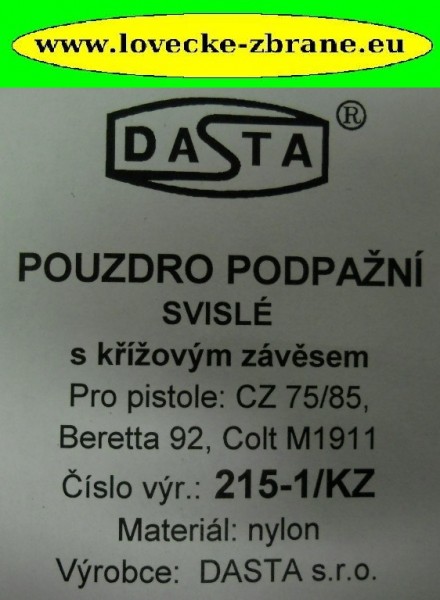 www.lovecke-zbrane.eu
DASTA ®
POUZDRO PODPAŽNÍ
SVISLÉ
s křížovým závěsem
Pro pistole: CZ 75/85,
Beretta 92, Colt M1911
Číslo výr.: 215-1/KZ
Materiál: nylon
Výrobce: DASTA s.r.o.